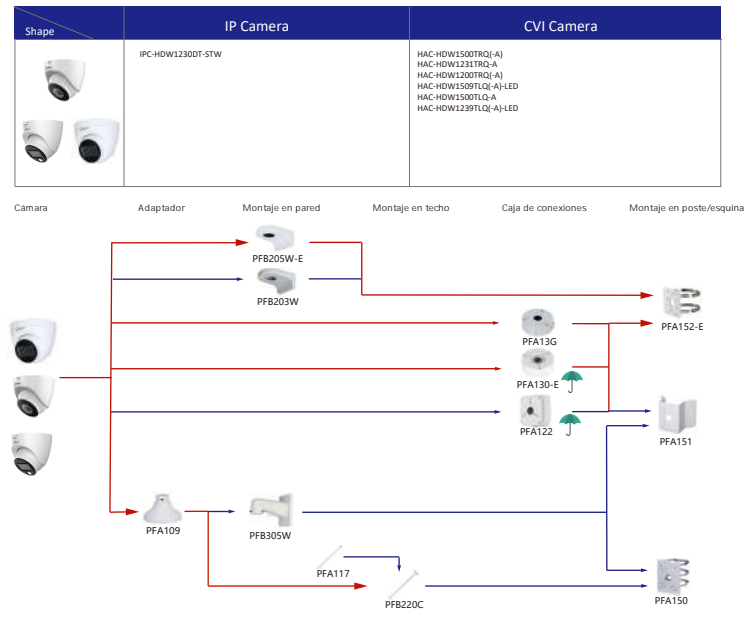 Shape
IP Camera
CVI Camera
IPC-HDW1230DT-STW
HAC-HDW1500TRQ(-A)
HAC-HDW1231TRQ-A
HAC-HDW1200TRQ(-A)
HAC-HDW1509TLQ(-A)-LED
HAC-HDW1500TLQ-A
HAC-HDW1239TLQ(-A)-LED
Cámara
Adaptador
Montaje en pared
Montaje en techo
Caja de conexiones
Montaje en poste/esquina
PFB205W-E
PFB203W
PFA152-E
PFA13G
PFA130-E
PFA122
PFA151
PFA109
PFB305W
PFA117
PFB220C
PFA150